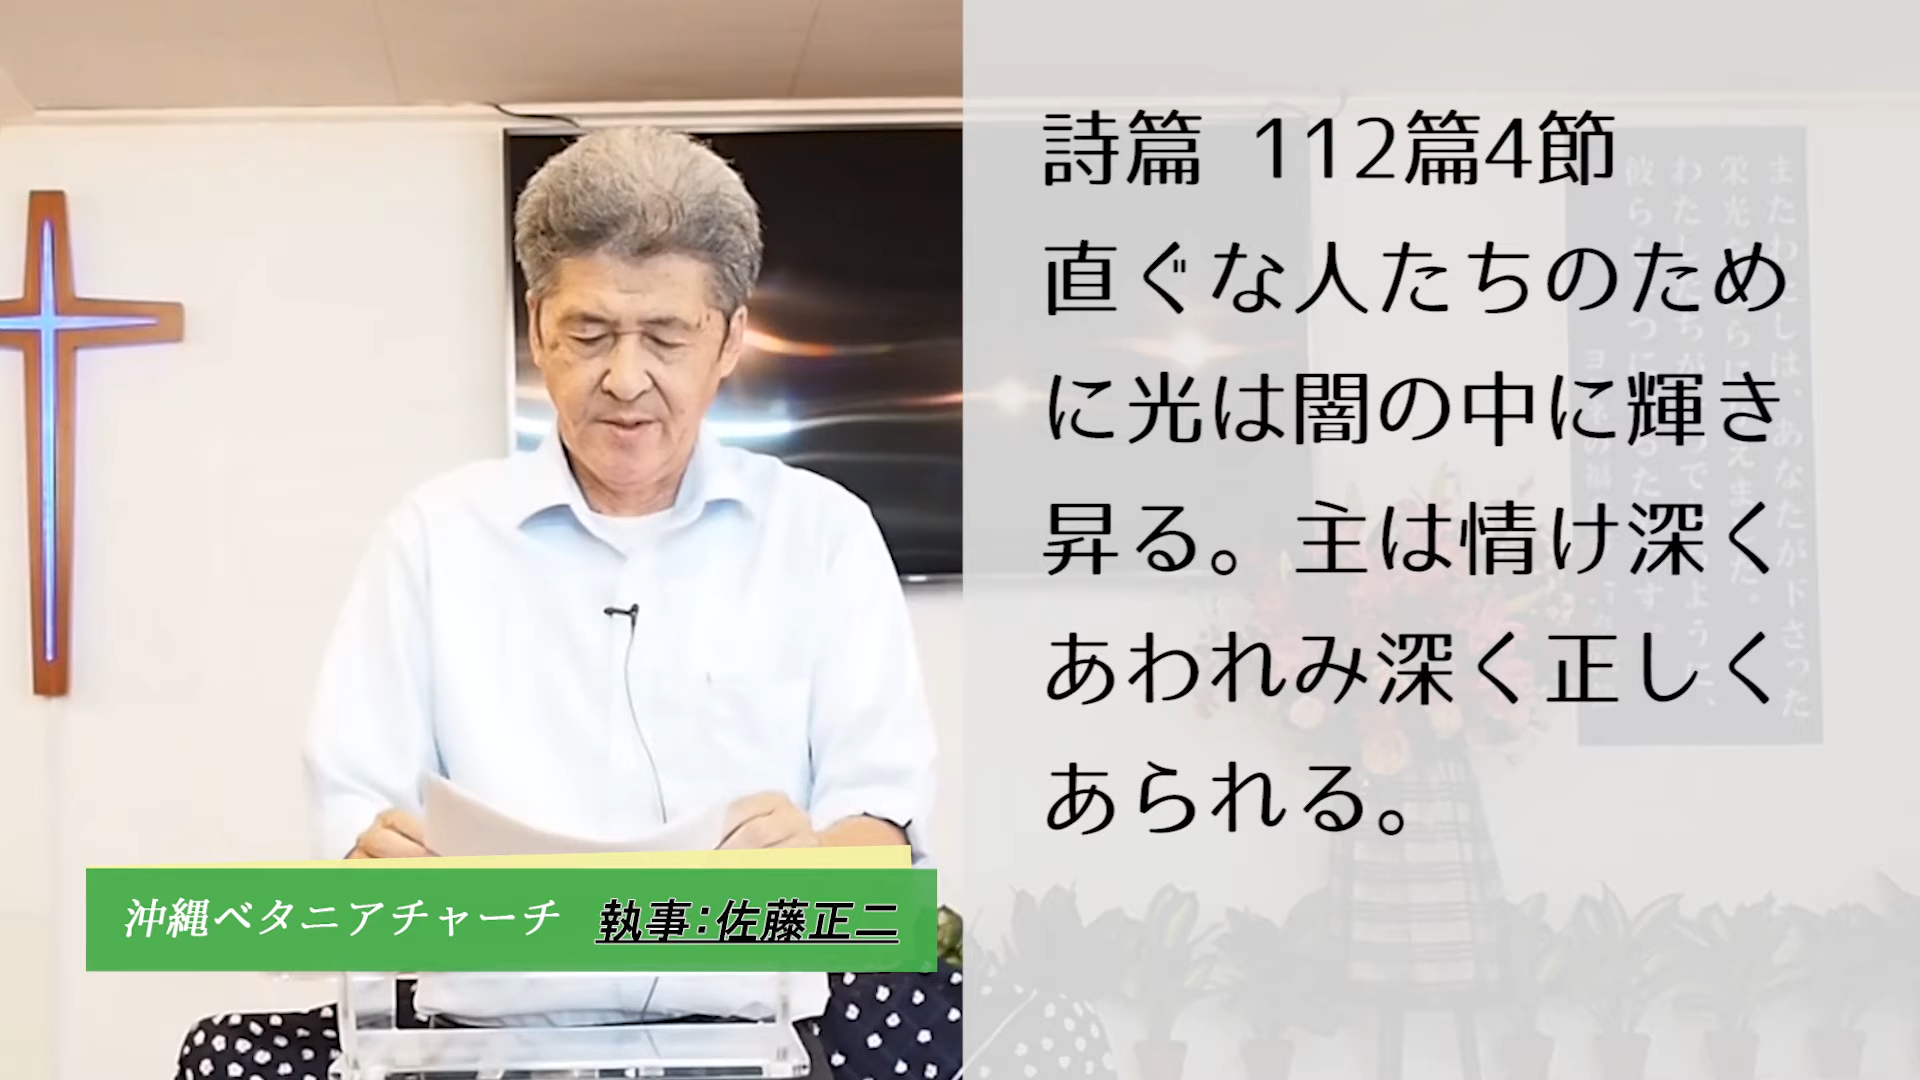 詩篇 112篇4節
直ぐな人たちのため
に光は闇の中に輝き
昇る。主は情け深く
あわれみ深く正しく
あられる。
沖縄ベタニアチャーチ 執事:佐藤正二